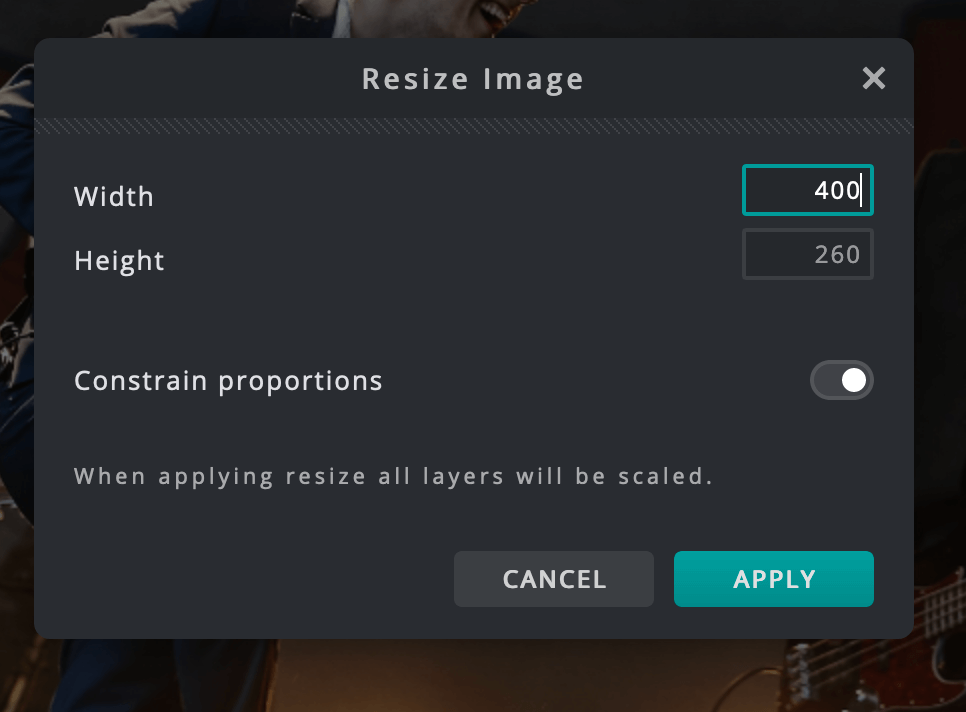 Resize Image
Width
400
Height
260
Constrain proportions
When applying resize all layers will be scaled.
CANCEL
APPLY